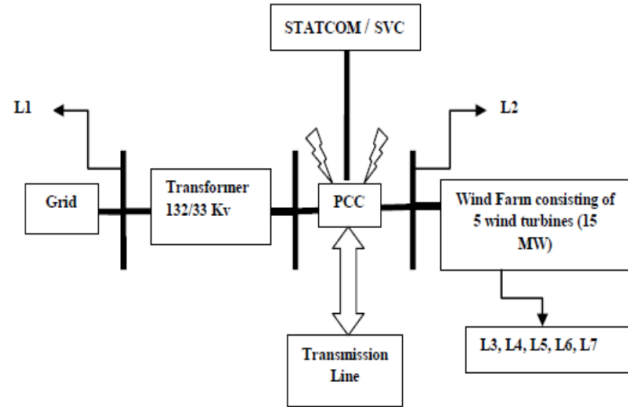 STATCOM / SVC
L1
L2
Grid
Transformer
132/33 Kv
PCC
Wind Farm consisting of
5 wind turbines (15
MW)
Transmission
Line
L3, L4, L5, L6, L7